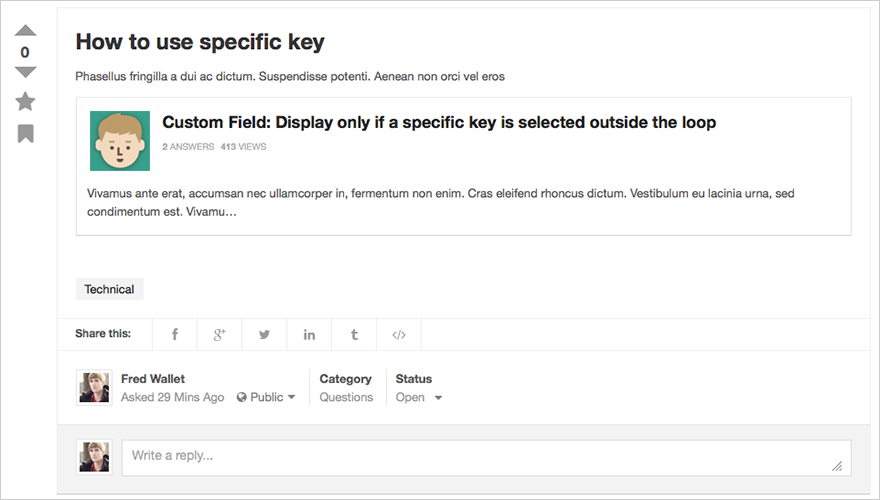 0
How to use specific key
Phasellus fringilla a dui ac dictum. Suspendisse potenti. Aenean non orci vel eros
Custom Field: Display only if a specific key is selected outside the loop
2 ANSWERS 413 VIEWS
Vivamus ante erat, accumsan nec ullamcorper in, fermentum non enim. Cras eleifend rhoncus dictum. Vestibulum eu lacinia urna, sed
condimentum est. Vivamu…
Technical
Share this: f g+ in t </>
Fred Wallet Category Status
Asked 29 Mins Ago Public Questions Open
Write a reply...